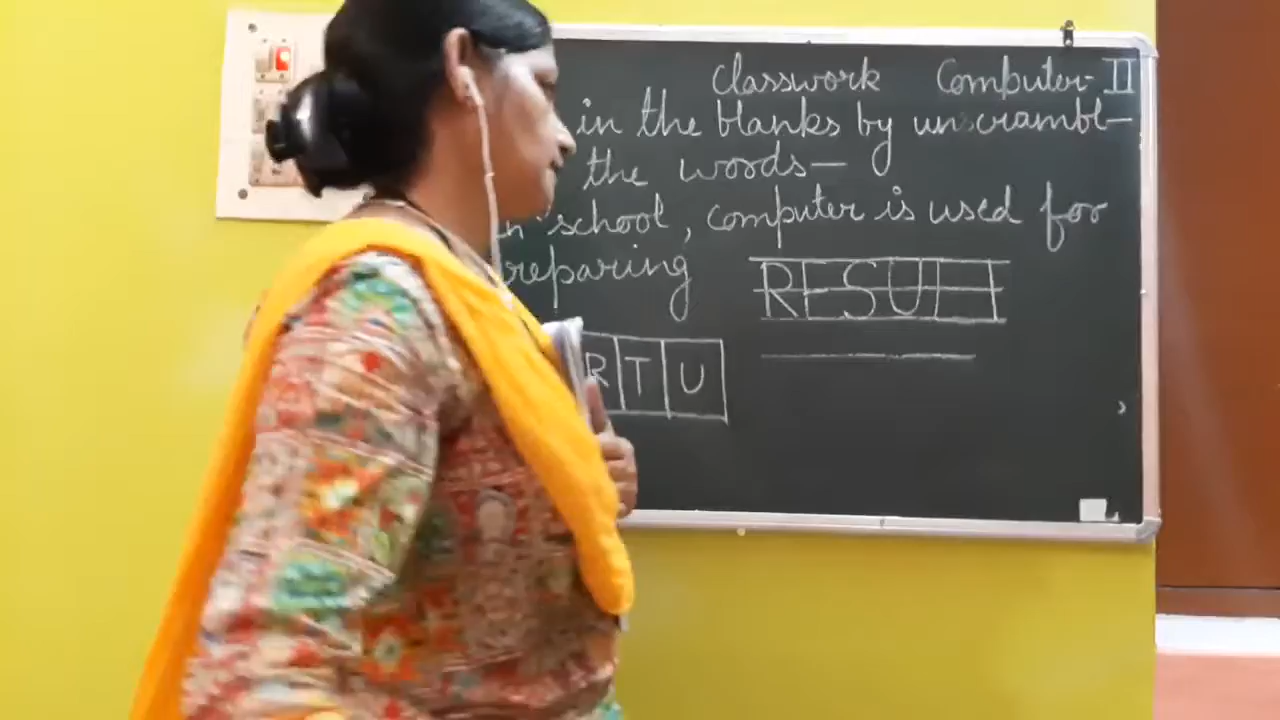 classwork Computer-II
in the blanks by unscrambl-
the words-
school, computer is used for
reparing RESULT
R T U